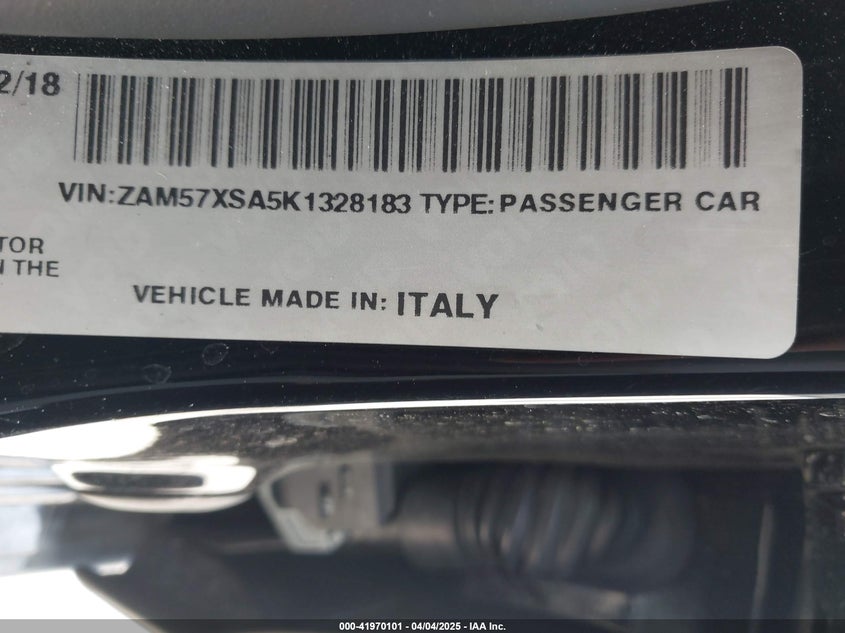 2/18
VIN:ZAM57XSA5K1328183 TYPE:PASSENGER CAR
TOR
N THE
VEHICLE MADE IN: ITALY
000-41970101 - 04/04/2025 - IAA Inc.